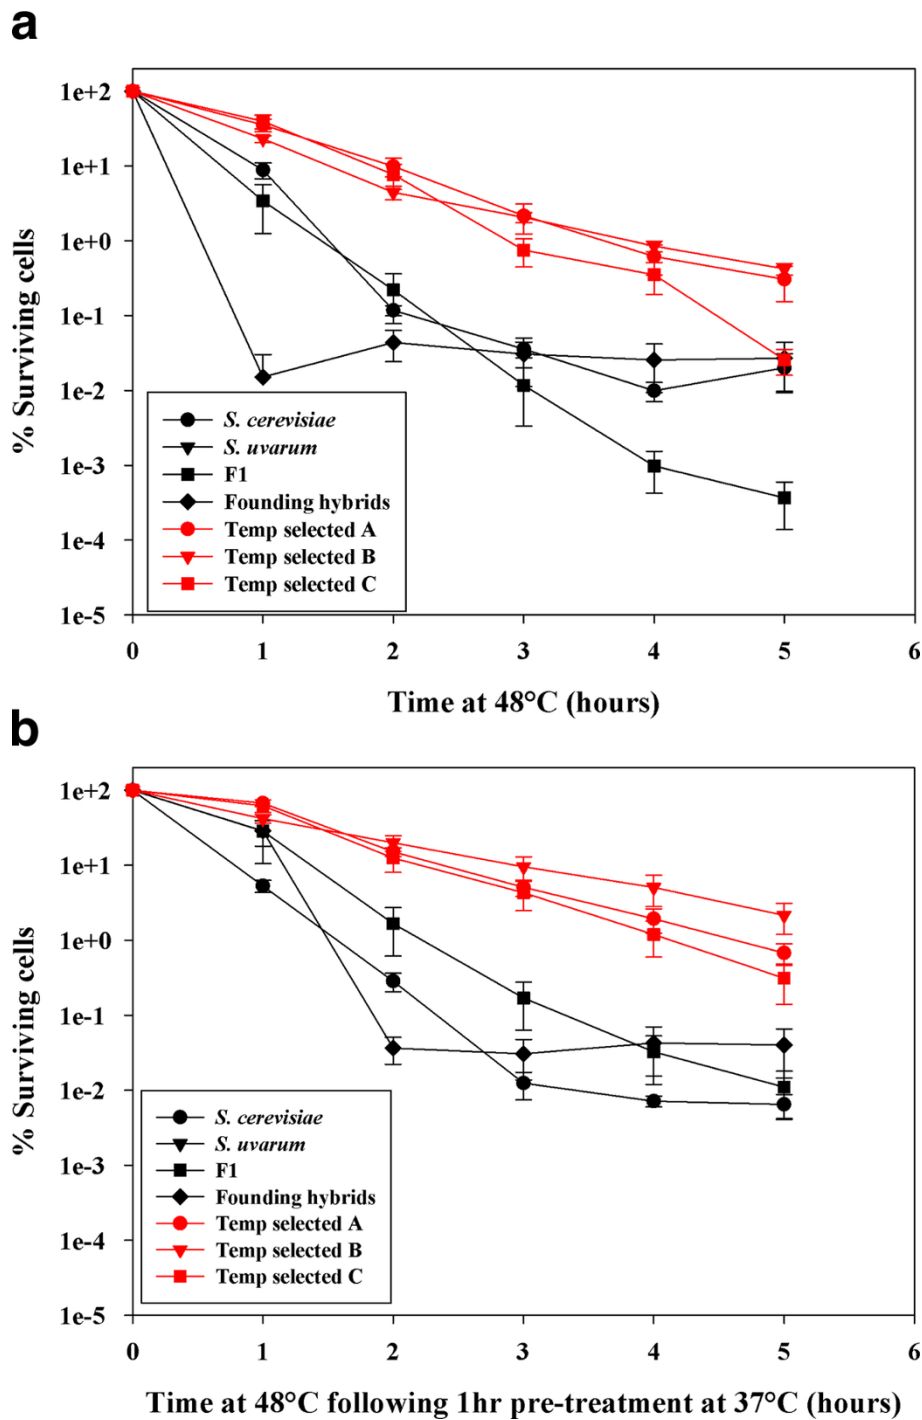 a
1e+2
1e+1
1e+0
1e-1
1e-2
1e-3
1e-4
1e-5
% Surviving cells
S. cerevisiae
S. uvarum
F1
Founding hybrids
Temp selected A
Temp selected B
Temp selected C
0 1 2 3 4 5 6
Time at 48°C (hours)
b
1e+2
1e+1
1e+0
1e-1
1e-2
1e-3
1e-4
1e-5
% Surviving cells
S. cerevisiae
S. uvarum
F1
Founding hybrids
Temp selected A
Temp selected B
Temp selected C
0 1 2 3 4 5 6
Time at 48°C following 1hr pre-treatment at 37°C (hours)